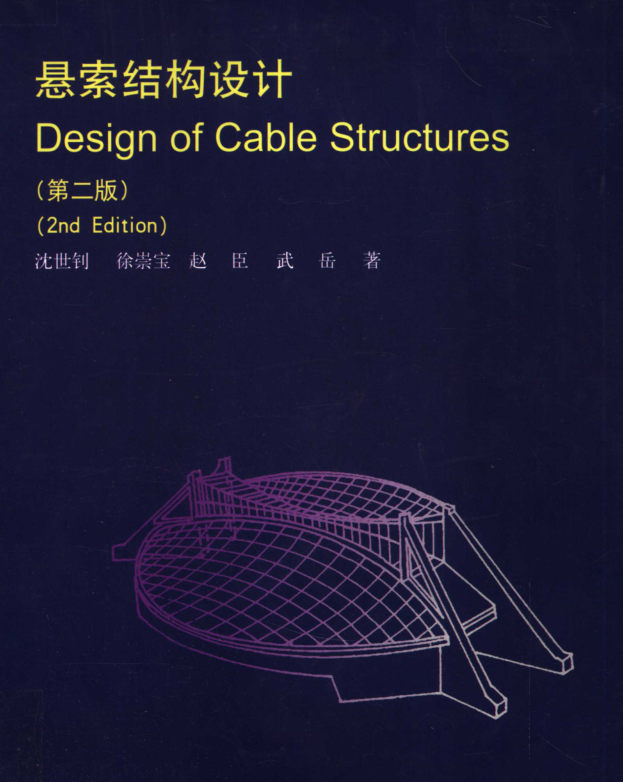 悬索结构设计
Design of Cable Structures
(第二版)
(2nd Edition)
沈世钊 徐崇宝 赵 臣 武 岳 著